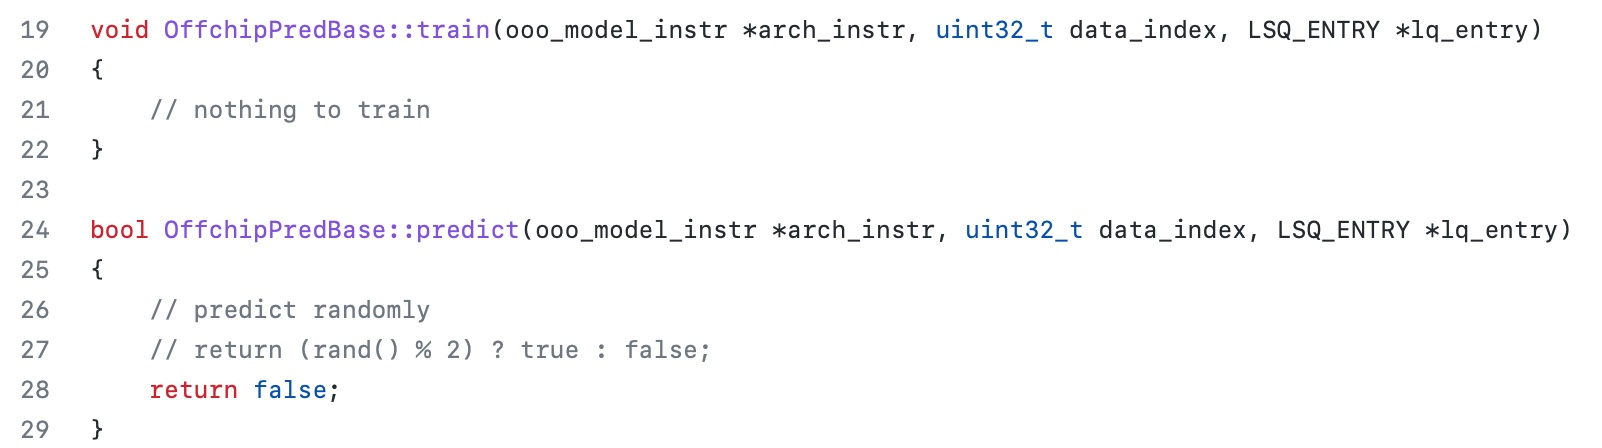 19 void OffchipPredBase::train(ooo_model_instr *arch_instr, uint32_t data_index, LSQ_ENTRY *lq_entry)
20 {
21     // nothing to train
22 }
23
24 bool OffchipPredBase::predict(ooo_model_instr *arch_instr, uint32_t data_index, LSQ_ENTRY *lq_entry)
25 {
26     // predict randomly
27     // return (rand() % 2) ? true : false;
28     return false;
29 }